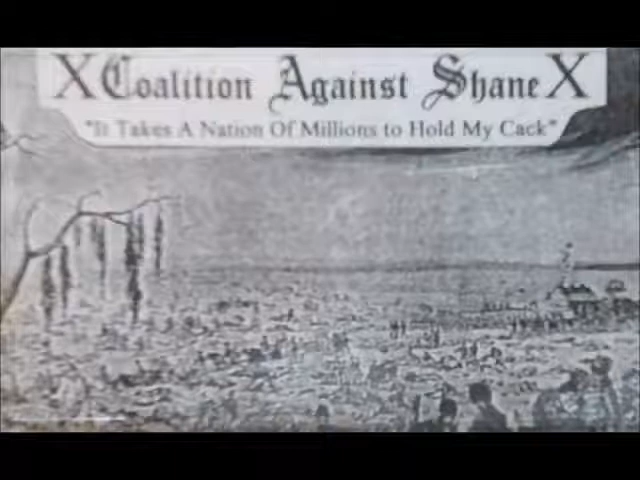 X Coalition Against Shane X
"It Takes A Nation Of Millions to Hold My Cack"